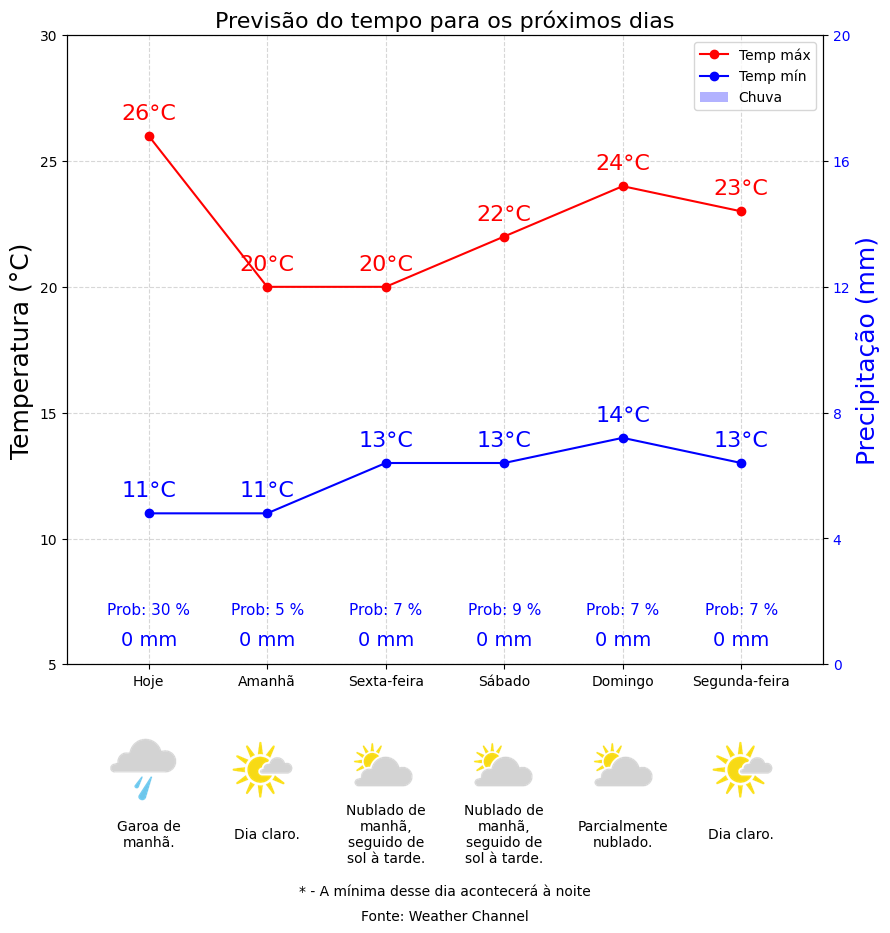 Previsão do tempo para os próximos dias
30
25
20
15
10
5
Temperatura (°C)
20
16
12
8
4
0
Precipitação (mm)
Temp máx
Temp mín
Chuva
26°C
20°C
20°C
22°C
24°C
23°C
11°C
11°C
13°C
13°C
14°C
13°C
Prob: 30 %
Prob: 5 %
Prob: 7 %
Prob: 9 %
Prob: 7 %
Prob: 7 %
0 mm
0 mm
0 mm
0 mm
0 mm
0 mm
Hoje
Amanhã
Sexta-feira
Sábado
Domingo
Segunda-feira
Garoa de
manhã.
Dia claro.
Nublado de
manhã,
seguido de
sol à tarde.
Nublado de
manhã,
seguido de
sol à tarde.
Parcialmente
nublado.
Dia claro.
* - A mínima desse dia acontecerá à noite
Fonte: Weather Channel